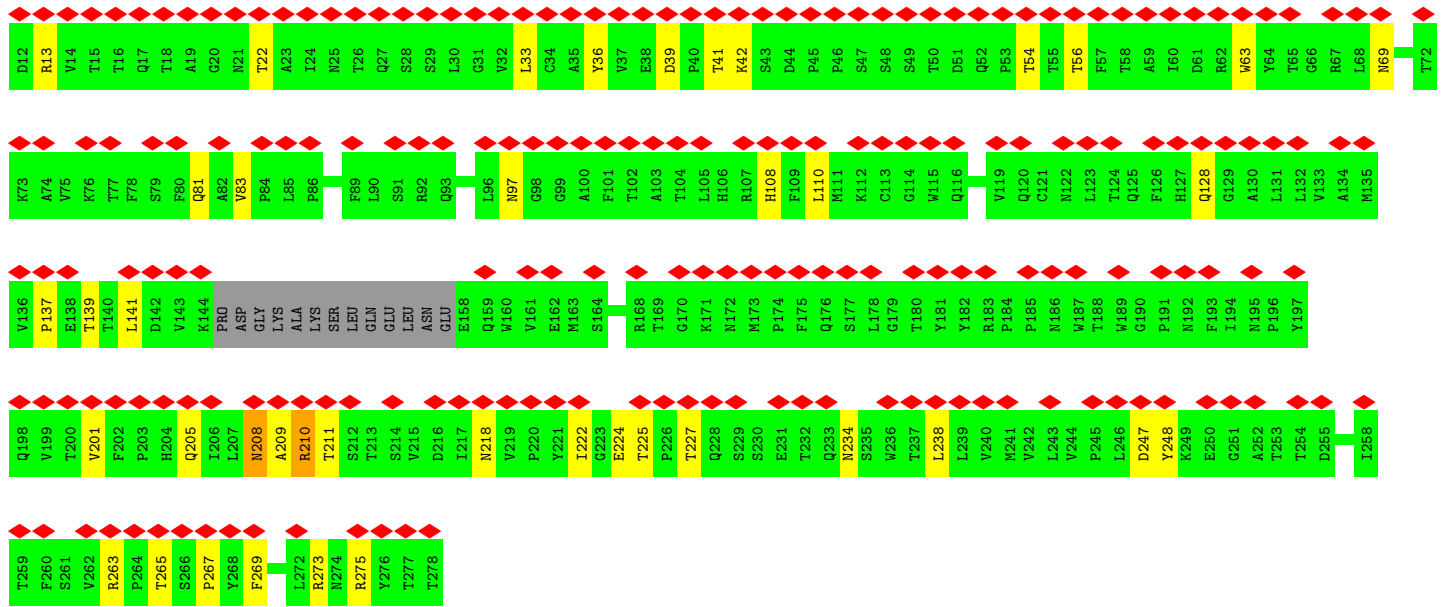 D12 R13 V14 T15 T16 Q17 T18 A19 G20 N21 T22 A23 I24 N25 T26 Q27 S28 S29 L30 G31 V32 L33 C34 A35 Y36 V37 E38 D39 P40 T41 K42 S43 D44 P45 P46 S47 S48 S49 T50 D51 Q52 P53 T54 T55 T56 F57 T58 A59 I60 D61 R62 W63 Y64 T65 G66 R67 L68 N69 T72
K73 A74 V75 K76 T77 F78 S79 F80 Q81 A82 V83 P84 L85 P86 F89 L90 S91 R92 Q93 L96 N97 G98 G99 A100 F101 T102 A103 T104 L105 H106 R107 H108 F109 L110 M111 K112 C113 G114 W115 Q116 V119 Q120 C121 N122 L123 T124 Q125 F126 H127 Q128 G129 A130 L131 L132 V133 A134 M135
V136 P137 E138 T139 T140 L141 D142 V143 K144 PRO ASP GLY LYS ALA LYS SER LEU GLN GLU LEU ASN GLU E158 Q159 W160 V161 E162 M163 S164 R168 T169 G170 K171 N172 M173 P174 F175 Q176 S177 L178 G179 T180 Y181 Y182 R183 P184 P185 N186 W187 T188 W189 G190 P191 N192 F193 I194 N195 P196 Y197
Q198 V199 T200 V201 F202 P203 H204 Q205 I206 L207 N208 A209 R210 T211 S212 T213 S214 V215 D216 I217 N218 V219 P220 Y221 I222 G223 E224 T225 P226 T227 Q228 S229 S230 E231 T232 Q233 N234 S235 W236 T237 L238 L239 V240 M241 V242 L243 V244 P245 L246 D247 Y248 K249 E250 G251 A252 T253 T254 D255 I258
T259 F260 S261 V262 R263 P264 T265 S266 P267 Y268 F269 L272 R273 N274 R275 Y276 T277 T278